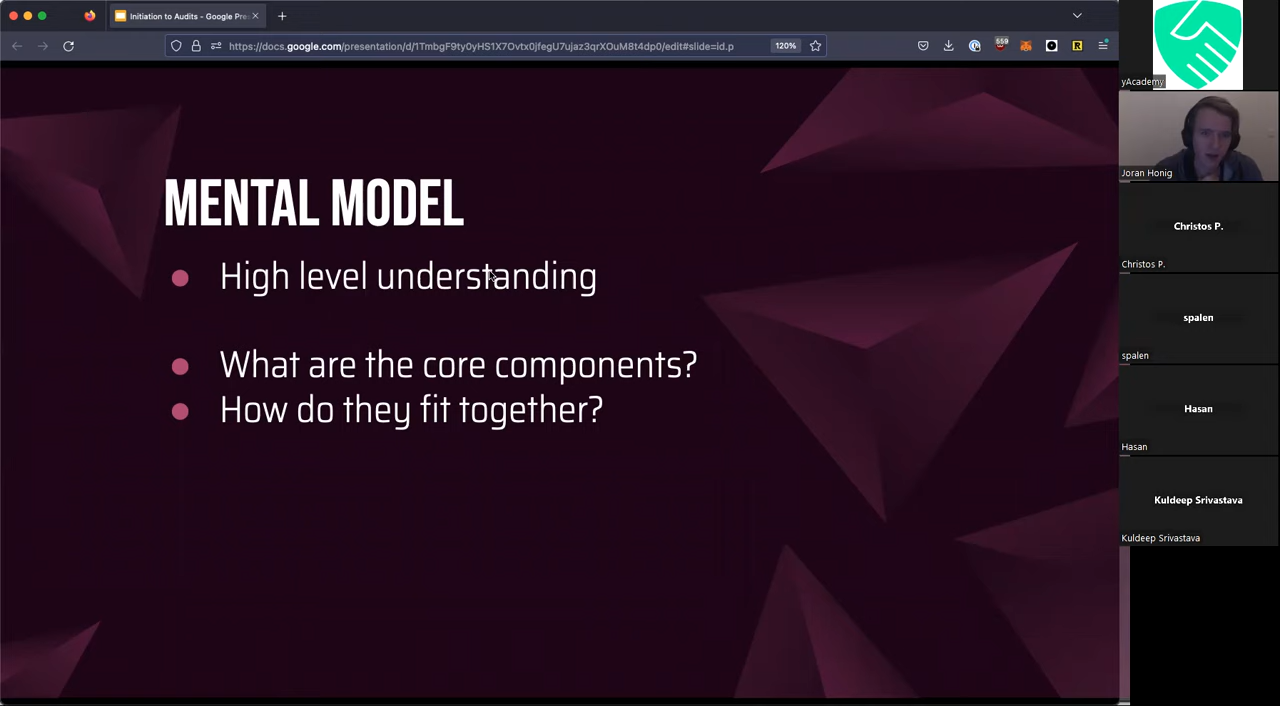 Initiation to Audits - Google Pre
https://docs.google.com/presentation/d/1TmbgF9ty0yHS1X7Ovtx0jfegU7ujaz3qrXOuM8t4dp0/edit#slide=id.p
120%
559
R
MENTAL MODEL
High level understanding
What are the core components?
How do they fit together?
yAcademy
Joran Honig
Christos P.
Christos P.
spalen
spalen
Hasan
Hasan
Kuldeep Srivastava
Kuldeep Srivastava